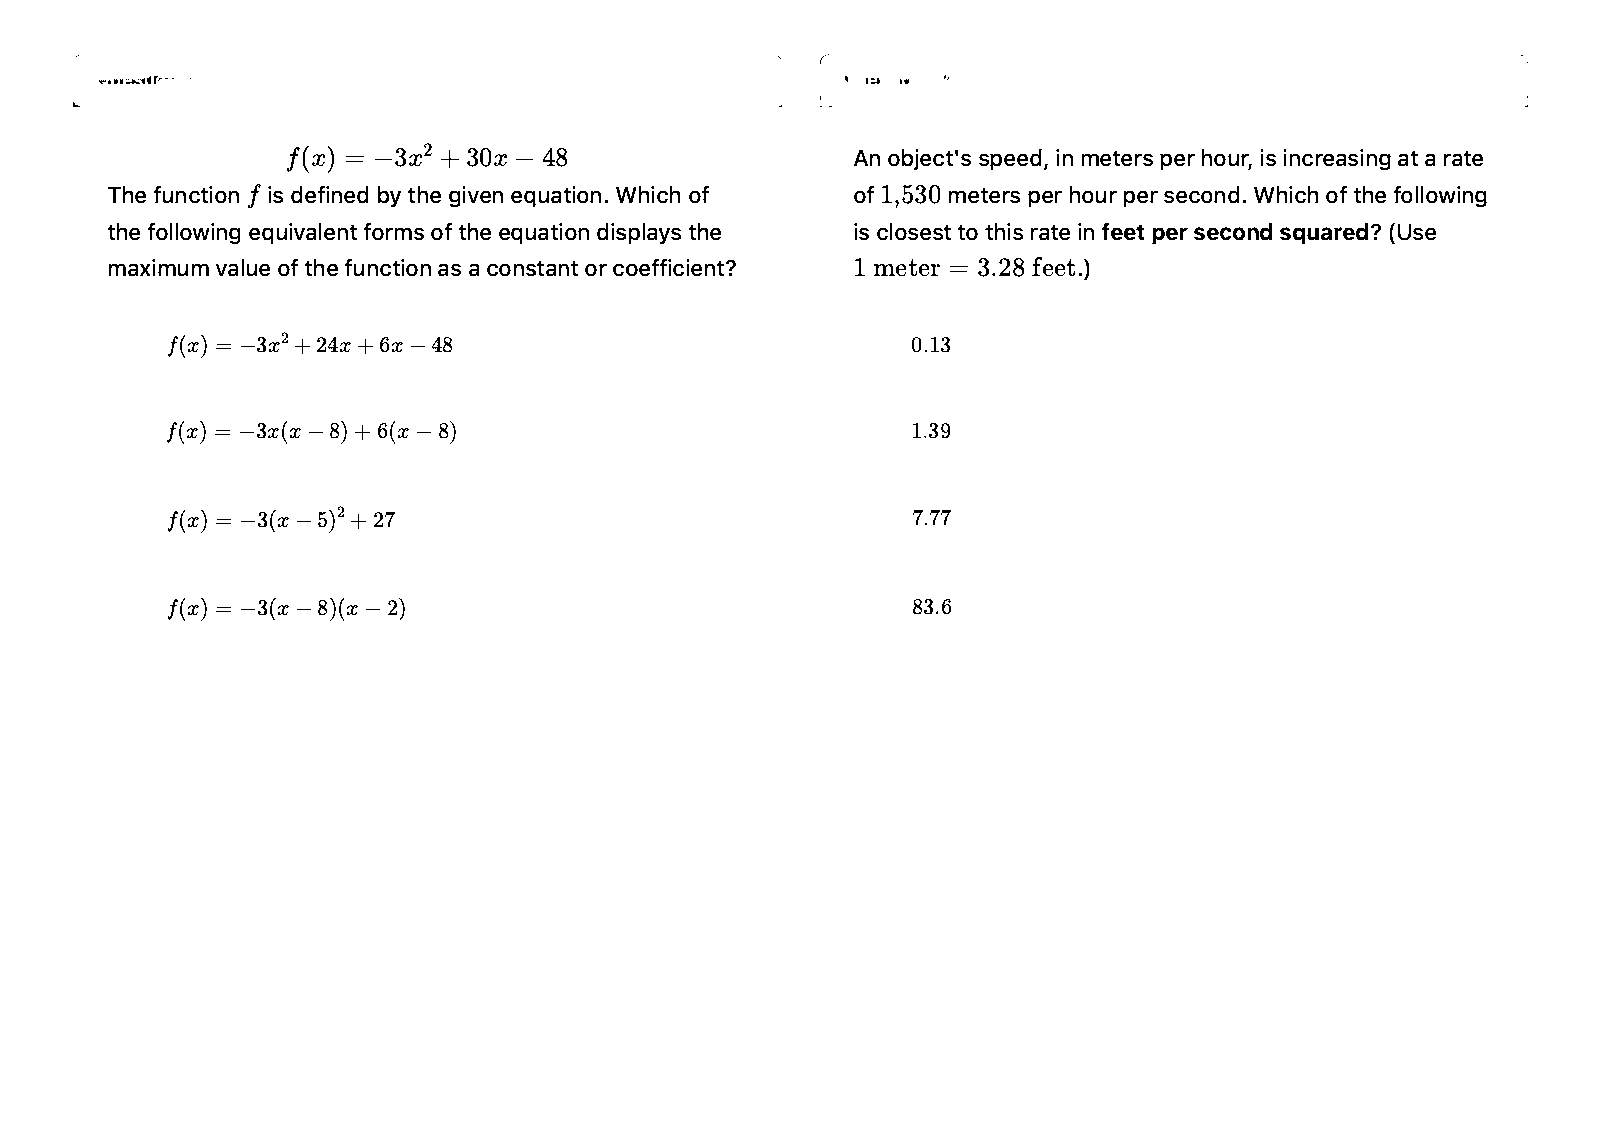 f(x) = −3x² + 30x − 48
The function f is defined by the given equation. Which of
the following equivalent forms of the equation displays the
maximum value of the function as a constant or coefficient?
f(x) = −3x² + 24x + 6x − 48
f(x) = −3x(x − 8) + 6(x − 8)
f(x) = −3(x − 5)² + 27
f(x) = −3(x − 8)(x − 2)
An object's speed, in meters per hour, is increasing at a rate
of 1,530 meters per hour per second. Which of the following
is closest to this rate in feet per second squared? (Use
1 meter = 3.28 feet.)
0.13
1.39
7.77
83.6